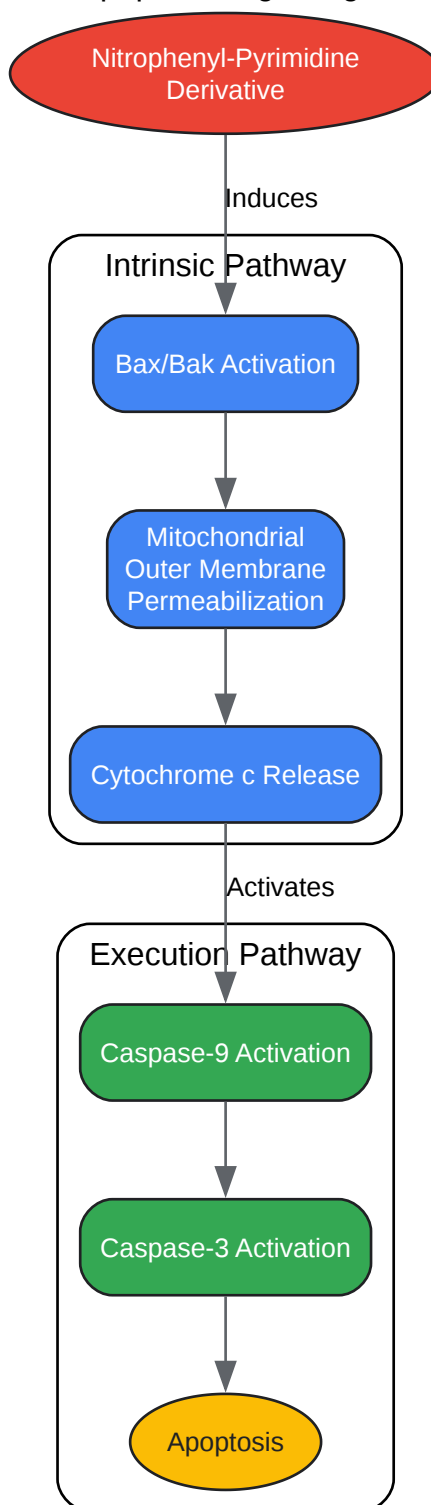 Nitrophenyl-Pyrimidine
Derivative
Induces
Intrinsic Pathway
Bax/Bak Activation
Mitochondrial
Outer Membrane
Permeabilization
Cytochrome c Release
Activates
Execution Pathway
Caspase-9 Activation
Caspase-3 Activation
Apoptosis